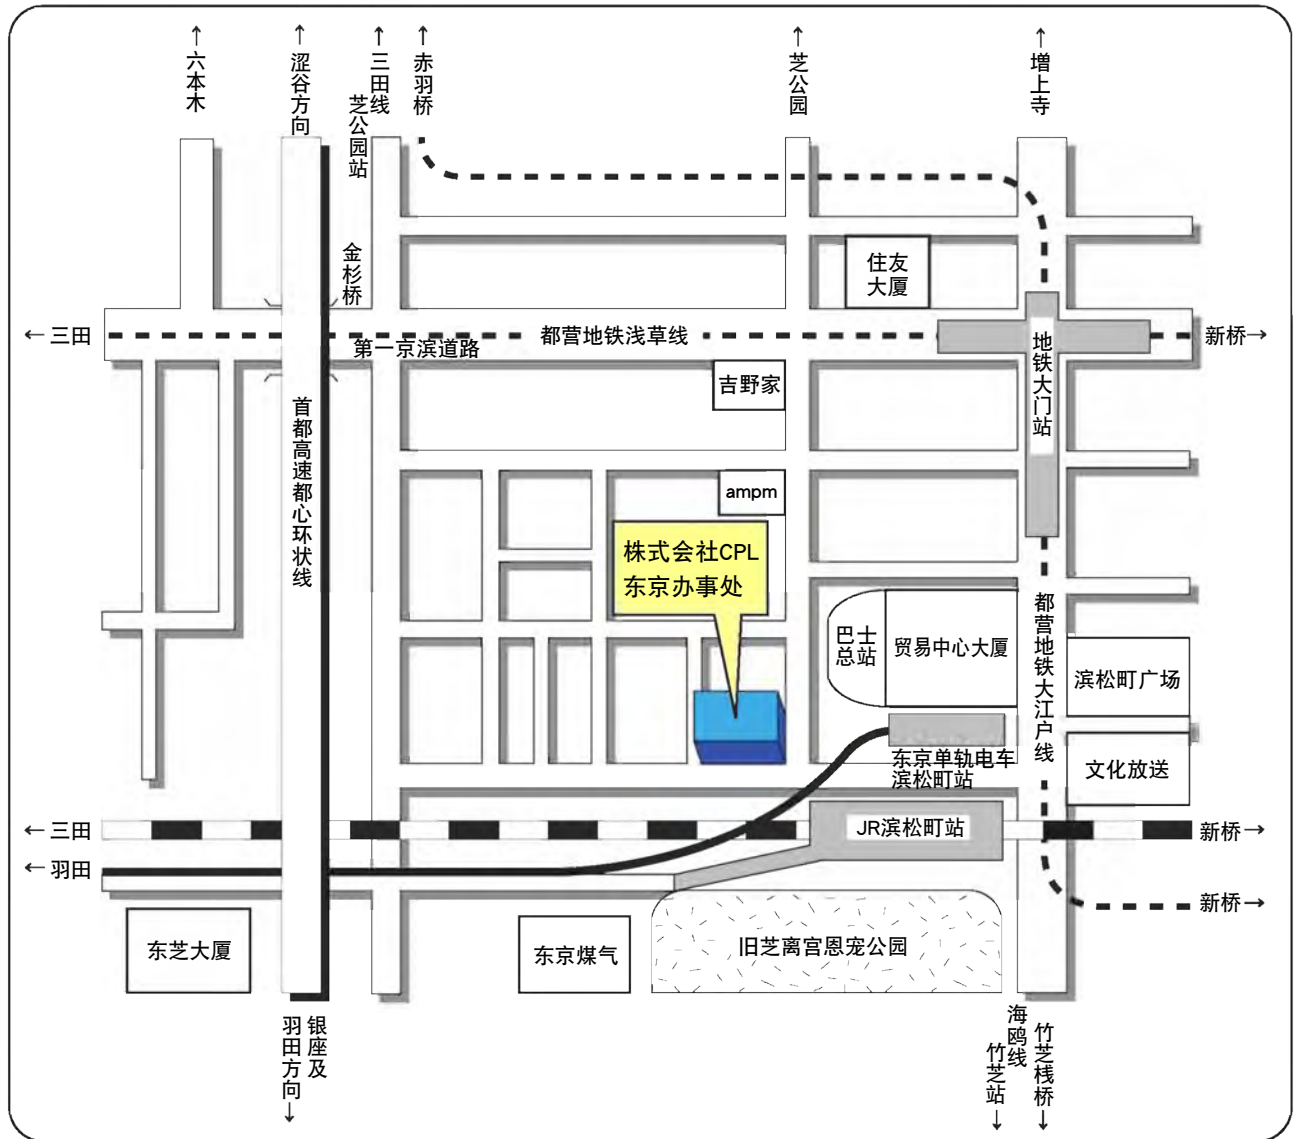 六本木
涩谷方向
三田线
芝公园站
赤羽桥
芝公园
増上寺
金杉桥
住友
大厦
三田
都营地铁浅草线
第一京滨道路
新桥
地铁大门站
吉野家
首都高速都心环状线
ampm
株式会社CPL
东京办事处
巴士
总站
贸易中心大厦
都营地铁大江户线
滨松町广场
东京单轨电车
滨松町站
文化放送
三田
JR滨松町站
新桥
羽田
新桥
东芝大厦
东京煤气
旧芝离宫恩宠公园
银座及
羽田方向
海鸥线
竹芝站
竹芝栈桥